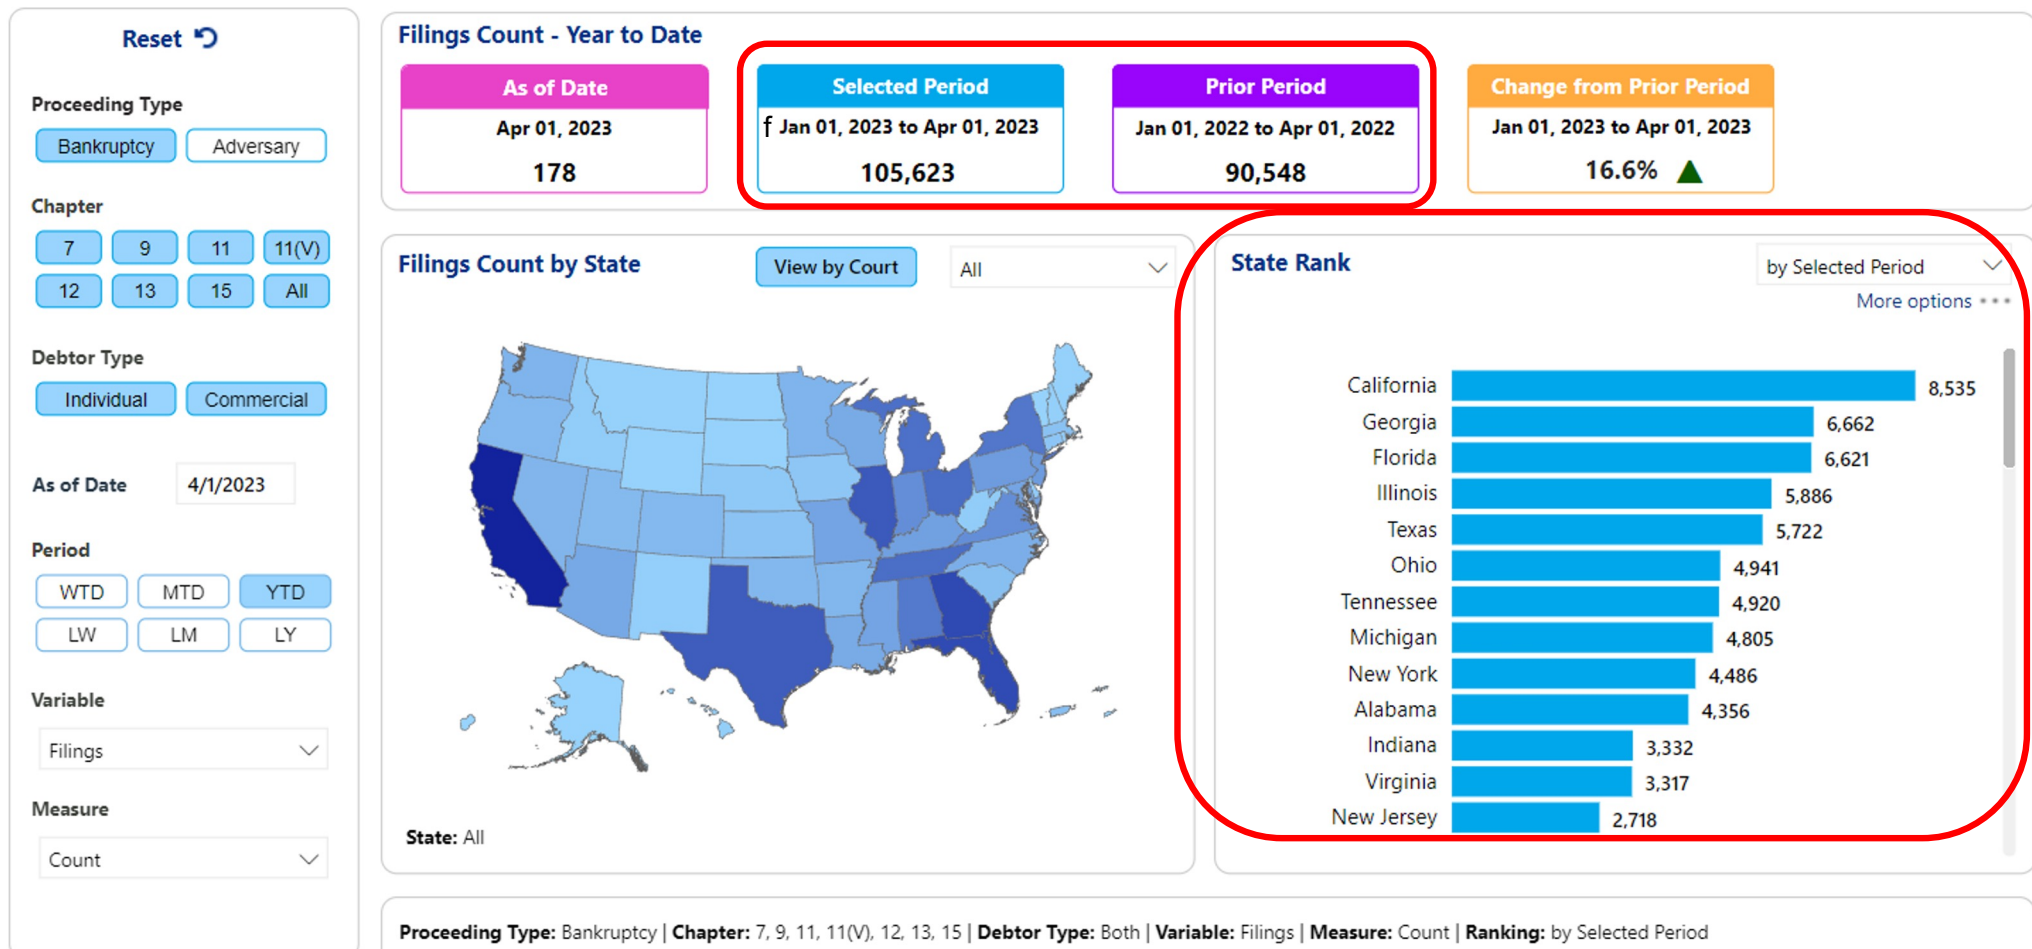 Reset
Proceeding Type
Bankruptcy Adversary
Chapter
7 9 11 11(V)
12 13 15 All
Debtor Type
Individual Commercial
As of Date 4/1/2023
Period
WTD MTD YTD
LW LM LY
Variable
Filings
Measure
Count
Filings Count - Year to Date
As of Date
Apr 01, 2023
178
Selected Period
f Jan 01, 2023 to Apr 01, 2023
105,623
Prior Period
Jan 01, 2022 to Apr 01, 2022
90,548
Change from Prior Period
Jan 01, 2023 to Apr 01, 2023
16.6%
Filings Count by State View by Court All
State: All
State Rank by Selected Period
More options
California 8,535
Georgia 6,662
Florida 6,621
Illinois 5,886
Texas 5,722
Ohio 4,941
Tennessee 4,920
Michigan 4,805
New York 4,486
Alabama 4,356
Indiana 3,332
Virginia 3,317
New Jersey 2,718
Proceeding Type: Bankruptcy | Chapter: 7, 9, 11, 11(V), 12, 13, 15 | Debtor Type: Both | Variable: Filings | Measure: Count | Ranking: by Selected Period